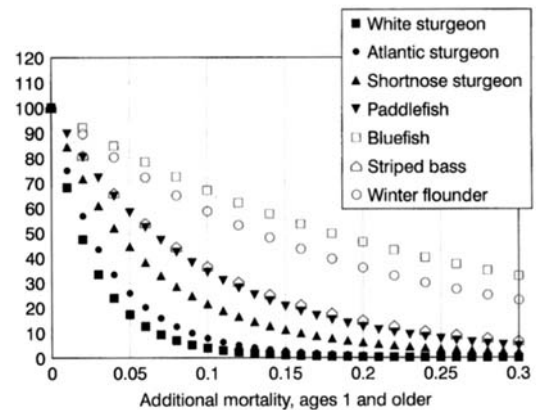 White sturgeon
Atlantic sturgeon
Shortnose sturgeon
Paddlefish
Bluefish
Striped bass
Winter flounder
120
100
90
80
70
60
50
40
30
20
10
0
0 0.05 0.1 0.15 0.2 0.25 0.3
Additional mortality, ages 1 and older